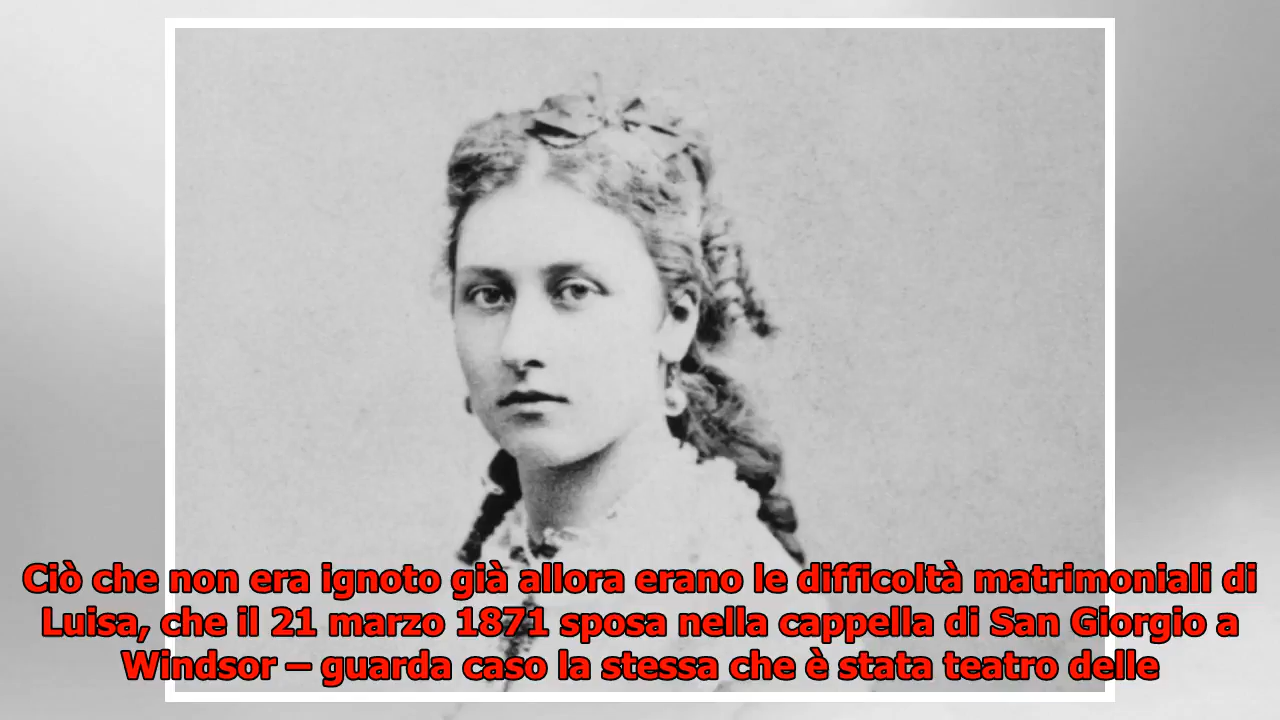 Ciò che non era ignoto già allora erano le difficoltà matrimoniali di
Luisa, che il 21 marzo 1871 sposa nella cappella di San Giorgio a
Windsor – guarda caso la stessa che è stata teatro delle